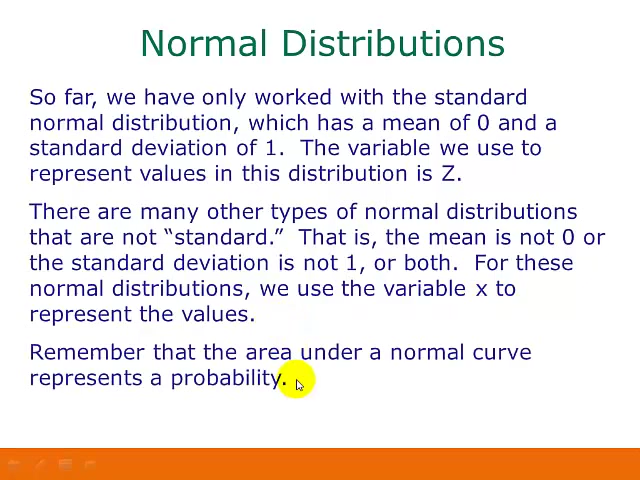 Normal Distributions
So far, we have only worked with the standard
normal distribution, which has a mean of 0 and a
standard deviation of 1.  The variable we use to
represent values in this distribution is Z.
There are many other types of normal distributions
that are not “standard.”  That is, the mean is not 0 or
the standard deviation is not 1, or both.  For these
normal distributions, we use the variable x to
represent the values.
Remember that the area under a normal curve
represents a probability.